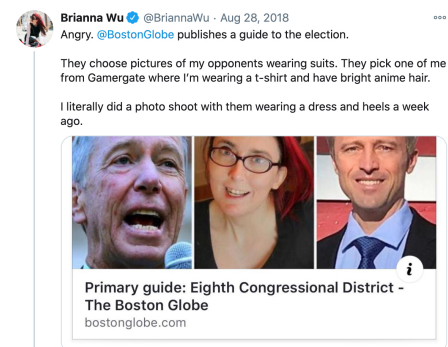 Brianna Wu @BriannaWu · Aug 28, 2018
Angry. @BostonGlobe publishes a guide to the election.
They choose pictures of my opponents wearing suits. They pick one of me
from Gamergate where I'm wearing a t-shirt and have bright anime hair.
I literally did a photo shoot with them wearing a dress and heels a week
ago.
Primary guide: Eighth Congressional District -
The Boston Globe
bostonglobe.com